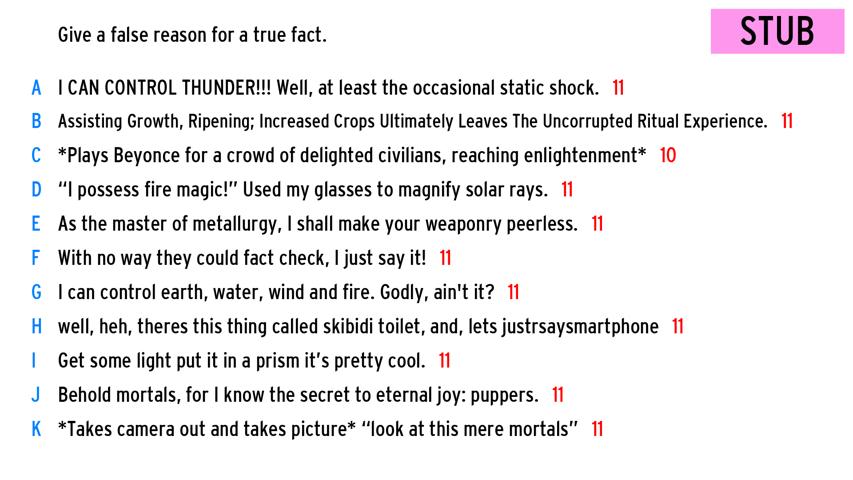 Give a false reason for a true fact.
STUB
A I CAN CONTROL THUNDER!!! Well, at least the occasional static shock. 11
B Assisting Growth, Ripening; Increased Crops Ultimately Leaves The Uncorrupted Ritual Experience. 11
C *Plays Beyonce for a crowd of delighted civilians, reaching enlightenment* 10
D “I possess fire magic!” Used my glasses to magnify solar rays. 11
E As the master of metallurgy, I shall make your weaponry peerless. 11
F With no way they could fact check, I just say it! 11
G I can control earth, water, wind and fire. Godly, ain't it? 11
H well, heh, theres this thing called skibidi toilet, and, lets justrsaysmartphone 11
I Get some light put it in a prism it’s pretty cool. 11
J Behold mortals, for I know the secret to eternal joy: puppers. 11
K *Takes camera out and takes picture* “look at this mere mortals” 11